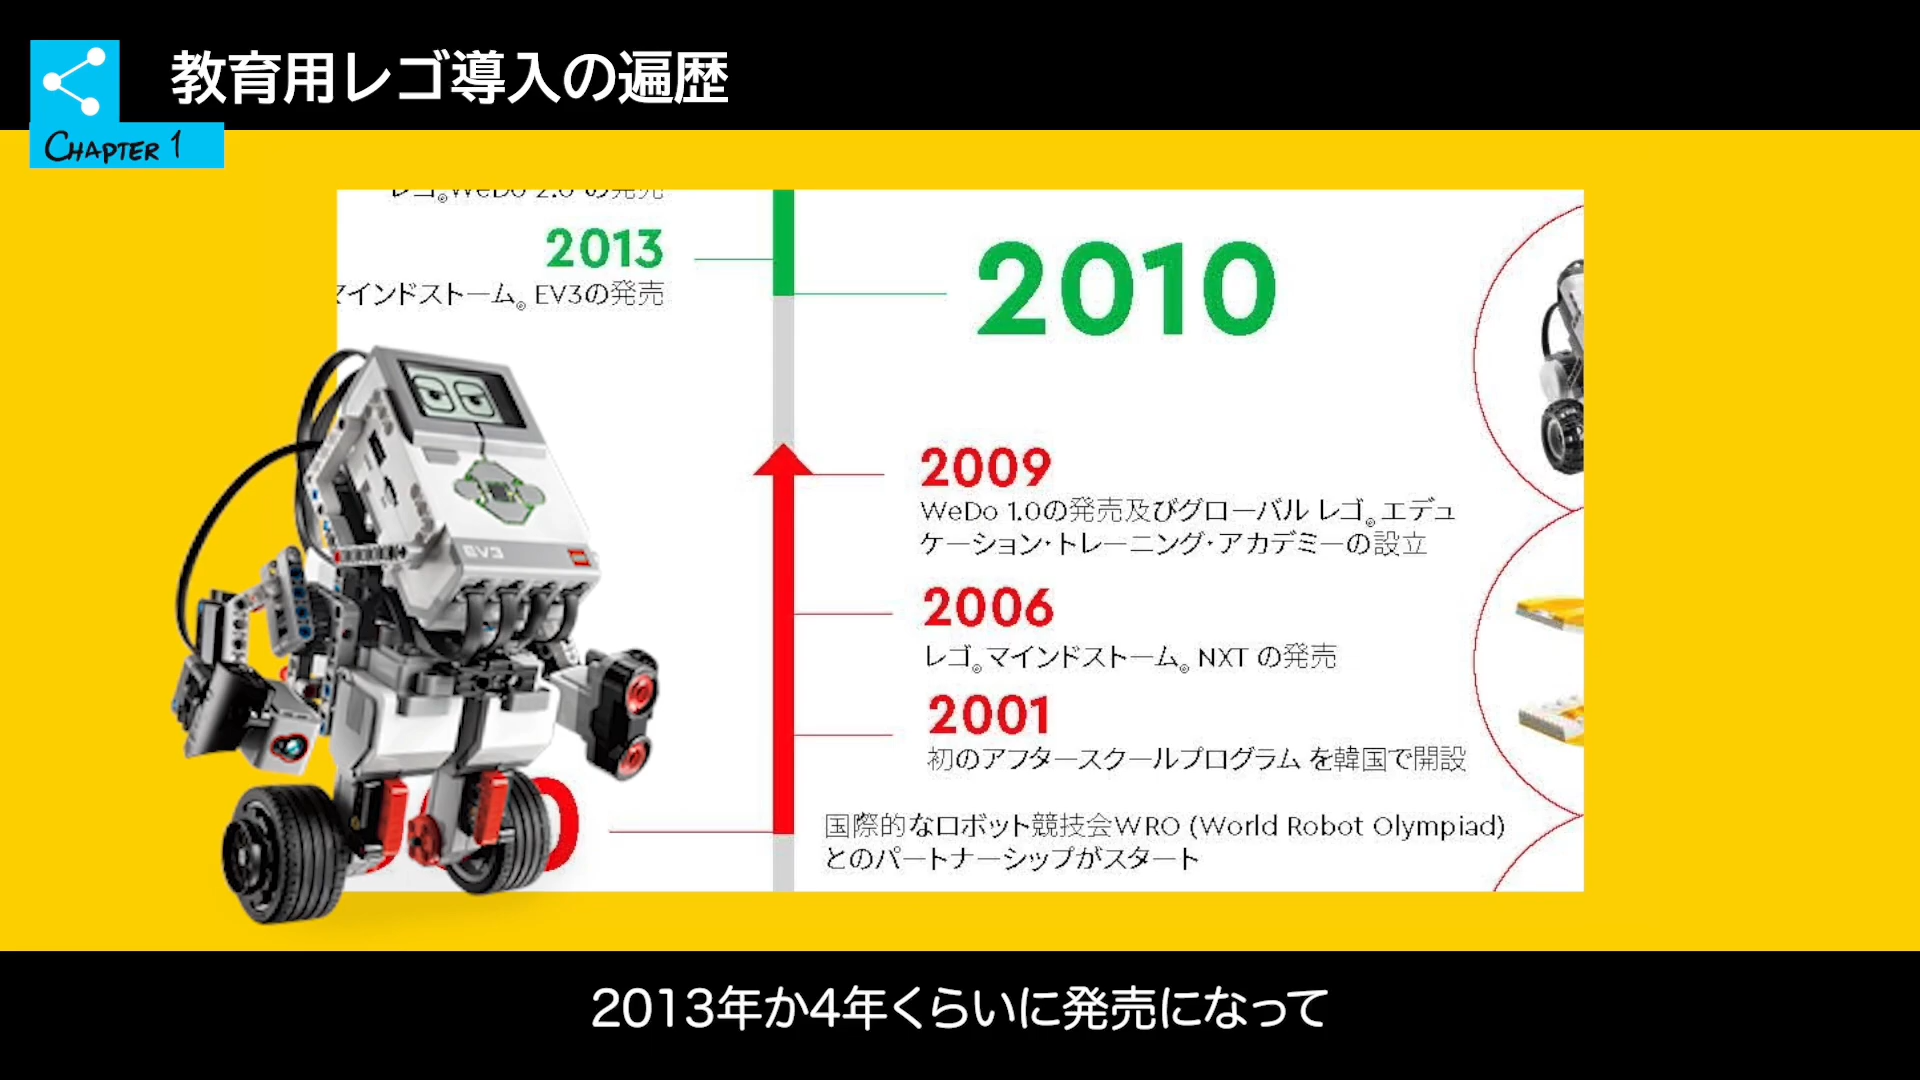 教育用レゴ導入の遍歴
CHAPTER 1
レゴ®WeDo 2.0 の発売
2013
マインドストーム® EV3の発売
2010
2009
WeDo 1.0の発売及びグローバル レゴ®エデュ
ケーション・トレーニング・アカデミーの設立
2006
レゴ®マインドストーム® NXT の発売
2001
初のアフタースクールプログラム を韓国で開設
国際的なロボット競技会WRO (World Robot Olympiad)
とのパートナーシップがスタート
EV3
2013年か4年くらいに発売になって